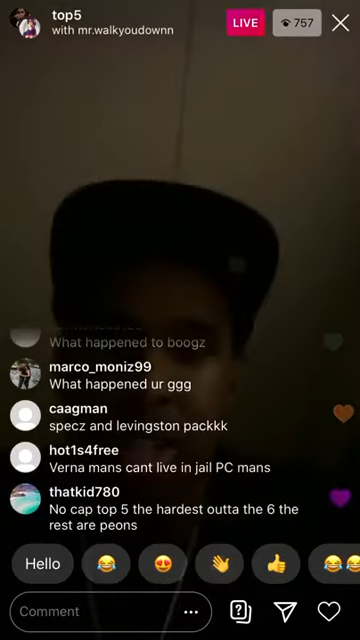 top5
with mr.walkyoudownn
LIVE
757
What happened to boogz
marco_moniz99
What happened ur ggg
caagman
specz and levingston packkk
hot1s4free
Verna mans cant live in jail PC mans
thatkid780
No cap top 5 the hardest outta the 6 the
rest are peons
Hello
Comment